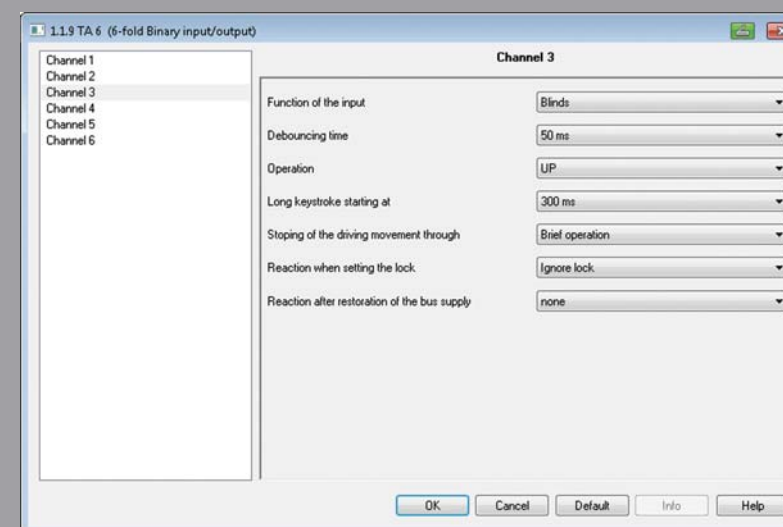 1.1.9 TA 6 (6-fold Binary input/output)
Channel 1
Channel 2
Channel 3
Channel 4
Channel 5
Channel 6
Channel 3
Function of the input Blinds
Debouncing time 50 ms
Operation UP
Long keystroke starting at 300 ms
Stoping of the driving movement through Brief operation
Reaction when setting the lock Ignore lock
Reaction after restoration of the bus supply none
OK Cancel Default Info Help